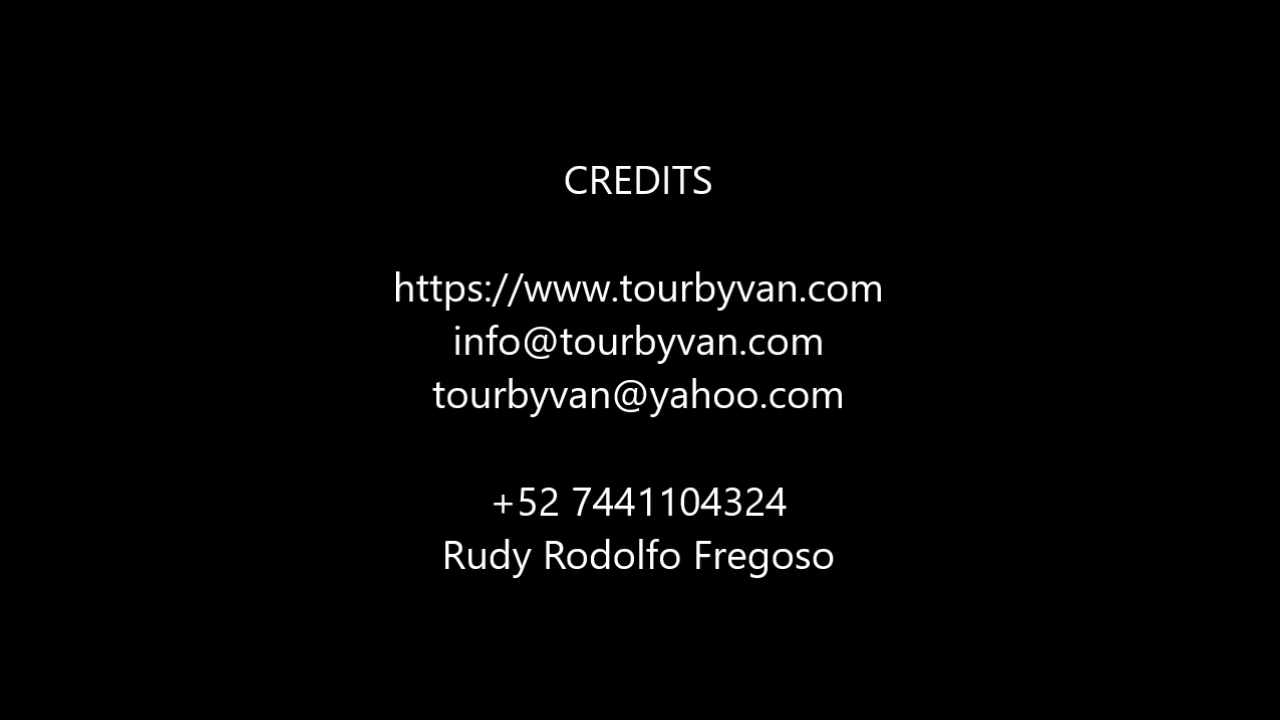 CREDITS
https://www.tourbyvan.com
info@tourbyvan.com
tourbyvan@yahoo.com
+52 7441104324
Rudy Rodolfo Fregoso